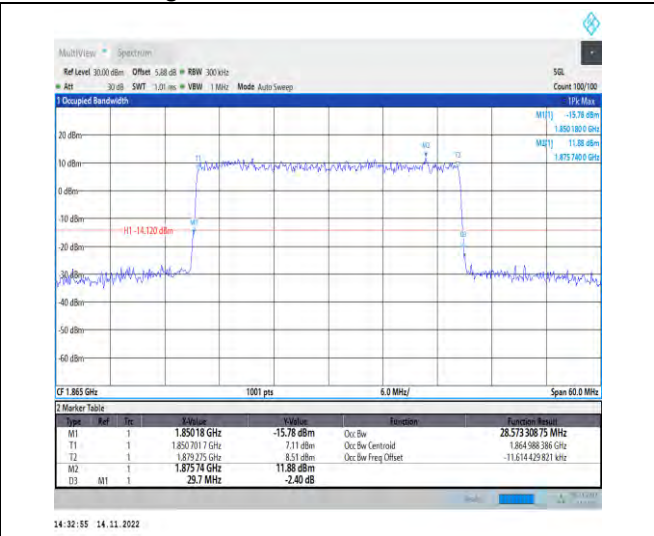 MultiView Spectrum
Ref Level 30.00 dBm Offset 5.88 dB RBW 300 kHz SGL
Att 30 dB SWT 1.01 ms VBW 1 MHz Mode Auto Sweep Count 100/100
1 Occupied Bandwidth 1Pk Max
M1[1] -15.78 dBm
1.850 180 0 GHz
M2[1] 11.88 dBm
1.875 740 0 GHz
20 dBm
M2
T1 T2
10 dBm
0 dBm
-10 dBm
M1
H1 -14.120 dBm
D3
-20 dBm
-30 dBm
-40 dBm
-50 dBm
-60 dBm
CF 1.865 GHz 1001 pts 6.0 MHz/ Span 60.0 MHz
2 Marker Table
Type Ref Trc X-Value Y-Value Function Function Result
M1 1 1.85018 GHz -15.78 dBm Occ Bw 28.573 308 75 MHz
T1 1 1.850 701 7 GHz 7.11 dBm Occ Bw Centroid 1.864 988 386 GHz
T2 1 1.879 275 GHz 8.51 dBm Occ Bw Freq Offset -11.614 429 821 kHz
M2 1 1.87574 GHz 11.88 dBm
D3 M1 1 29.7 MHz -2.40 dB
14:32:55 14.11.2022